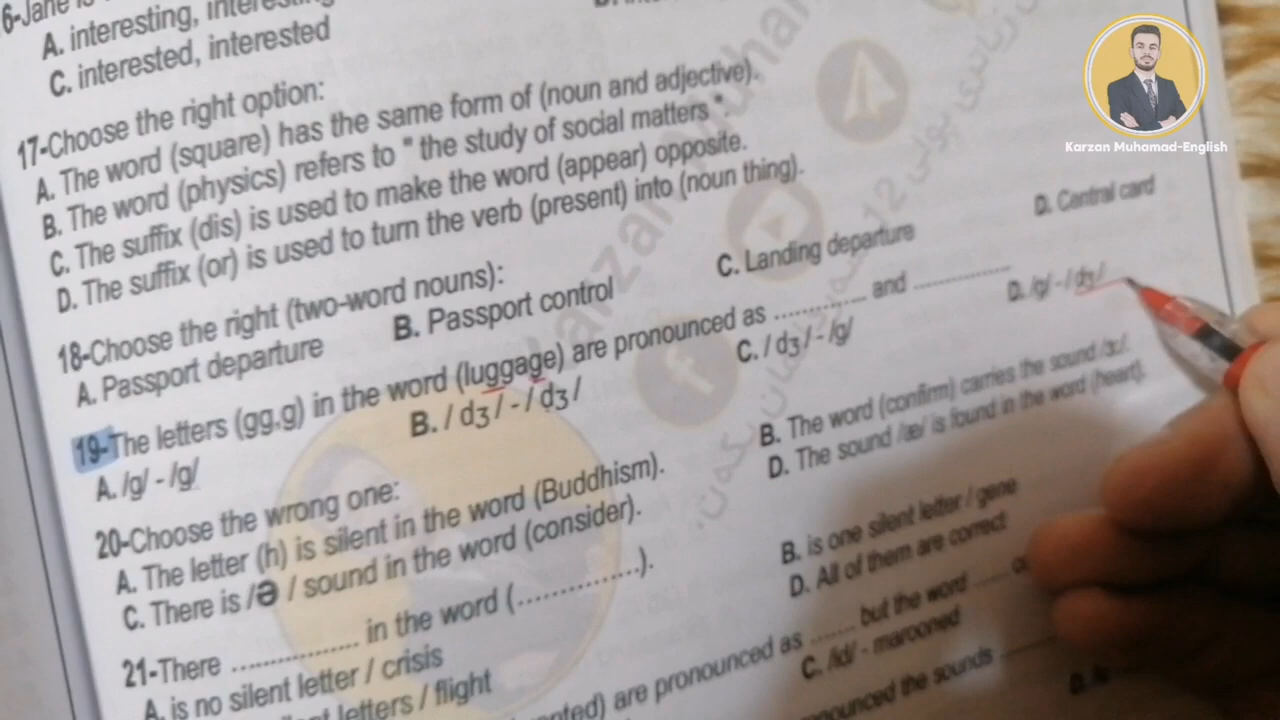 6-Jane is
A. interesting,
C. interested, interested
17-Choose the right option:
A. The word (square) has the same form of (noun and adjective).
B. The word (physics) refers to " the study of social matters ".
C. The suffix (dis) is used to make the word (appear) opposite.
D. The suffix (or) is used to turn the verb (present) into (noun thing).
18-Choose the right (two-word nouns):
A. Passport departure B. Passport control C. Landing departure D. Central card
19-The letters (gg,g) in the word (luggage) are pronounced as ............ and ............
A. /g/ - /g/ B. / dʒ / - / dʒ / C. / dʒ / - /g/ D. /g/ - / dʒ /
20-Choose the wrong one:
A. The letter (h) is silent in the word (Buddhism). B. The word (confirm) carries the sound /ɔ:/.
C. There is /ə / sound in the word (consider). D. The sound /æ/ is found in the word (heart).
21-There ................ in the word (...............).
A. is no silent letter / crisis B. is one silent letter / gene
letters / flight D. All of them are correct
are pronounced as ....... but the word ......
C. /id/ - marooned
the sounds
Karzan Muhamad-English